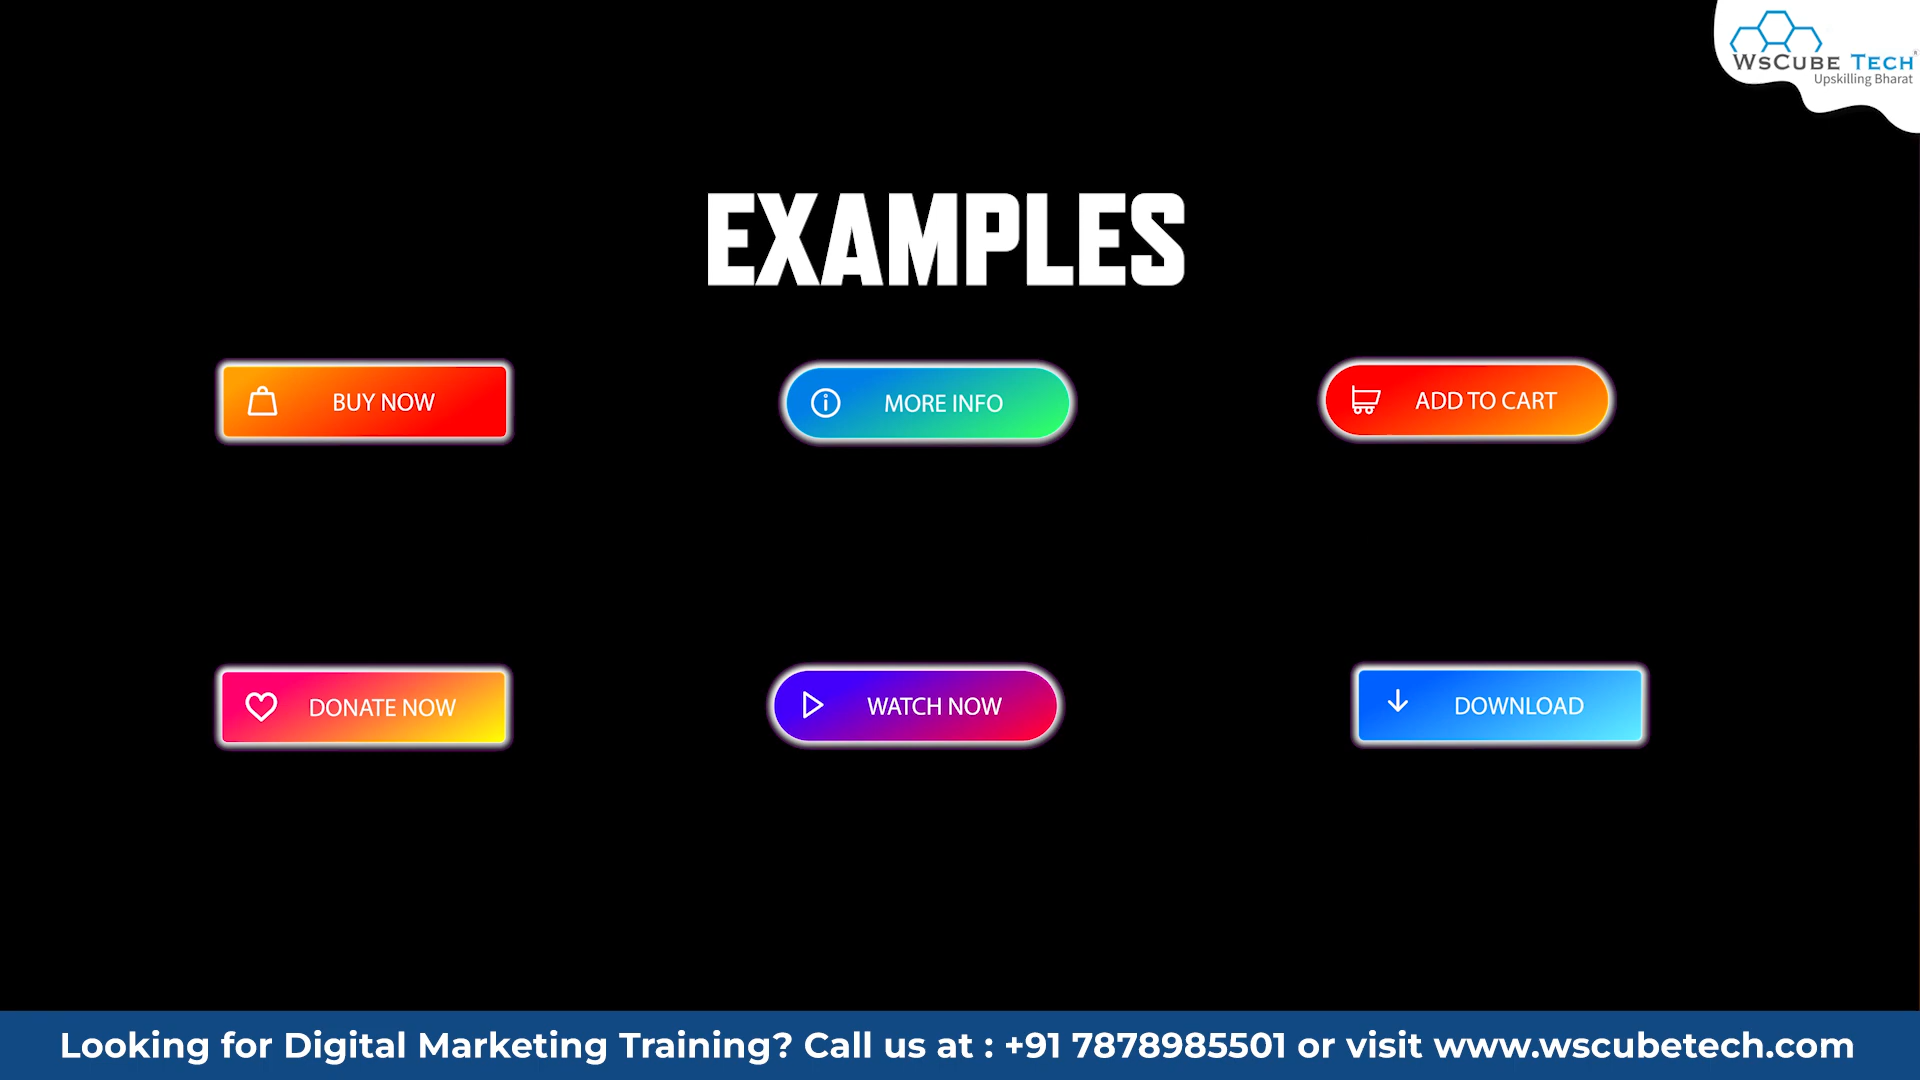 WsCube Tech
Upskilling Bharat
EXAMPLES
BUY NOW
MORE INFO
ADD TO CART
DONATE NOW
WATCH NOW
DOWNLOAD
Looking for Digital Marketing Training? Call us at : +91 7878985501 or visit www.wscubetech.com